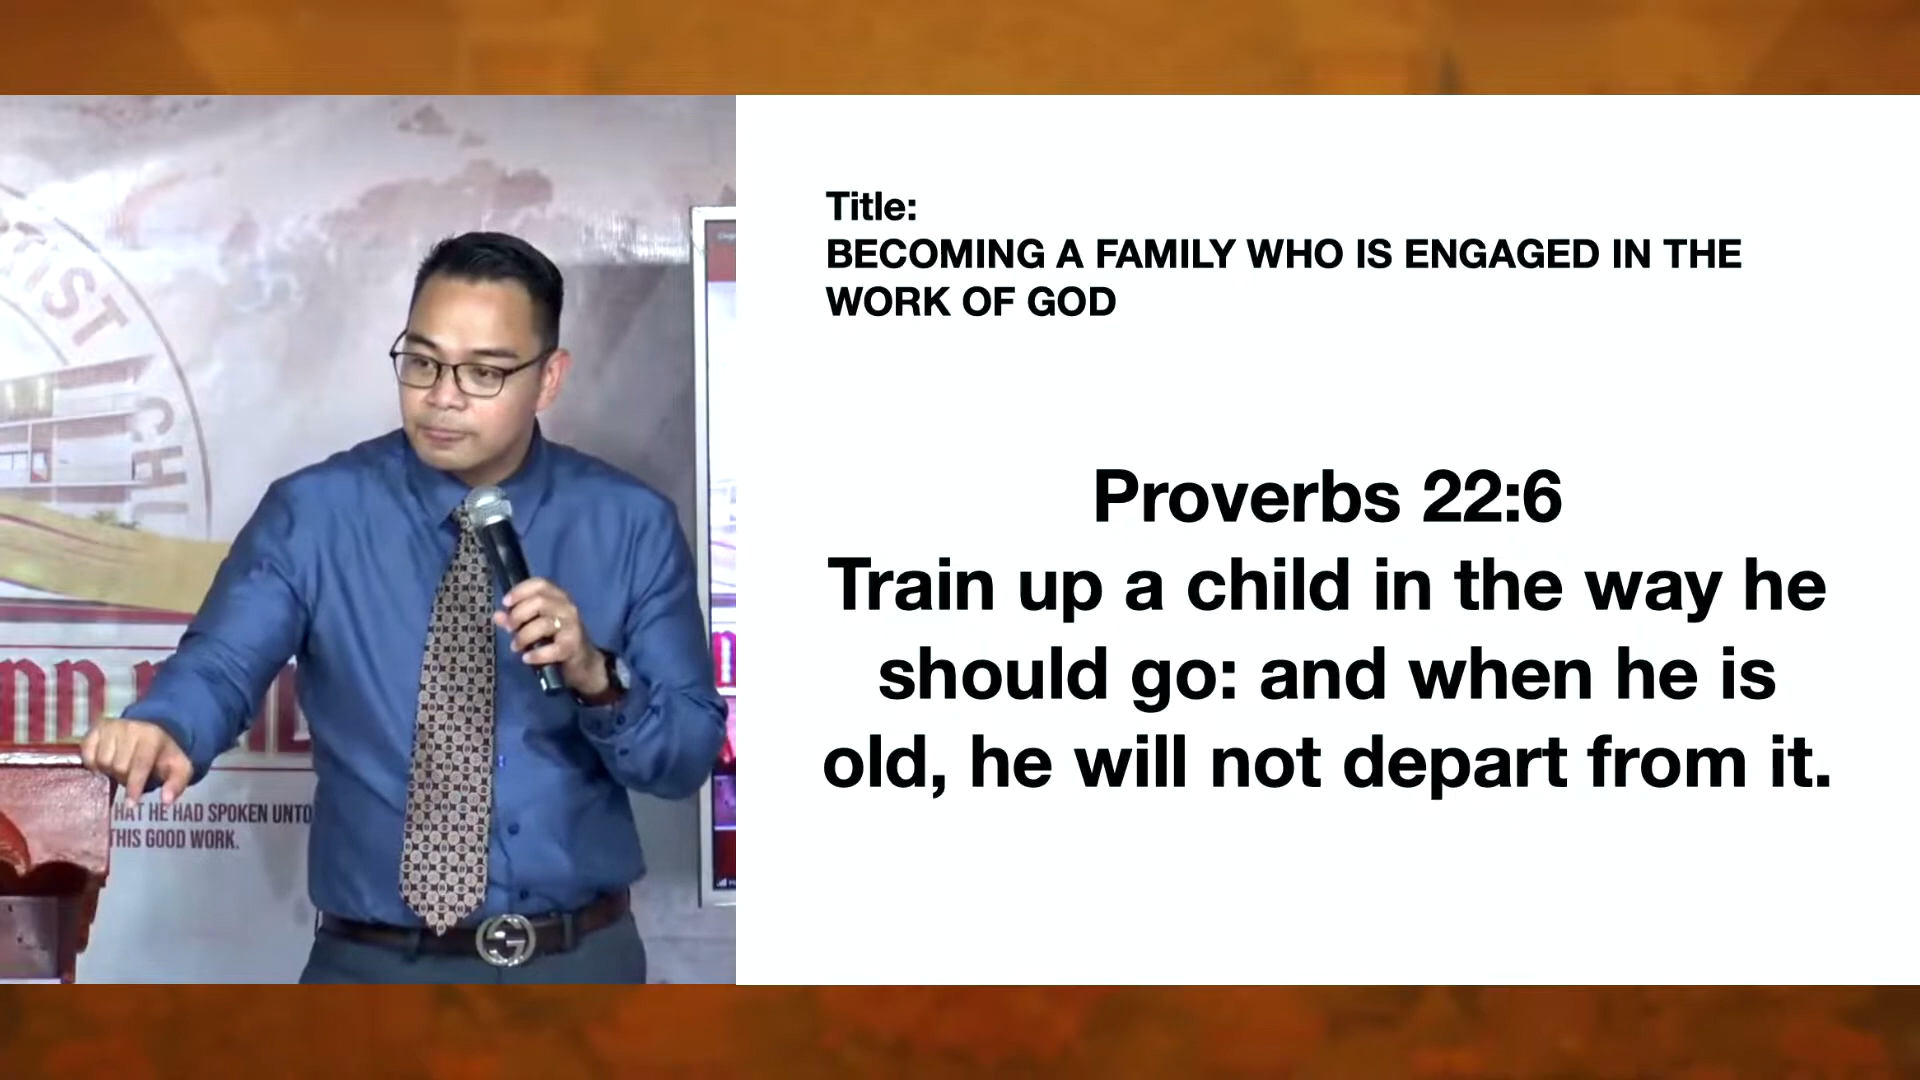 Title:
BECOMING A FAMILY WHO IS ENGAGED IN THE
WORK OF GOD
Proverbs 22:6
Train up a child in the way he
should go: and when he is
old, he will not depart from it.
HAT HE HAD SPOKEN UNTO
THIS GOOD WORK.